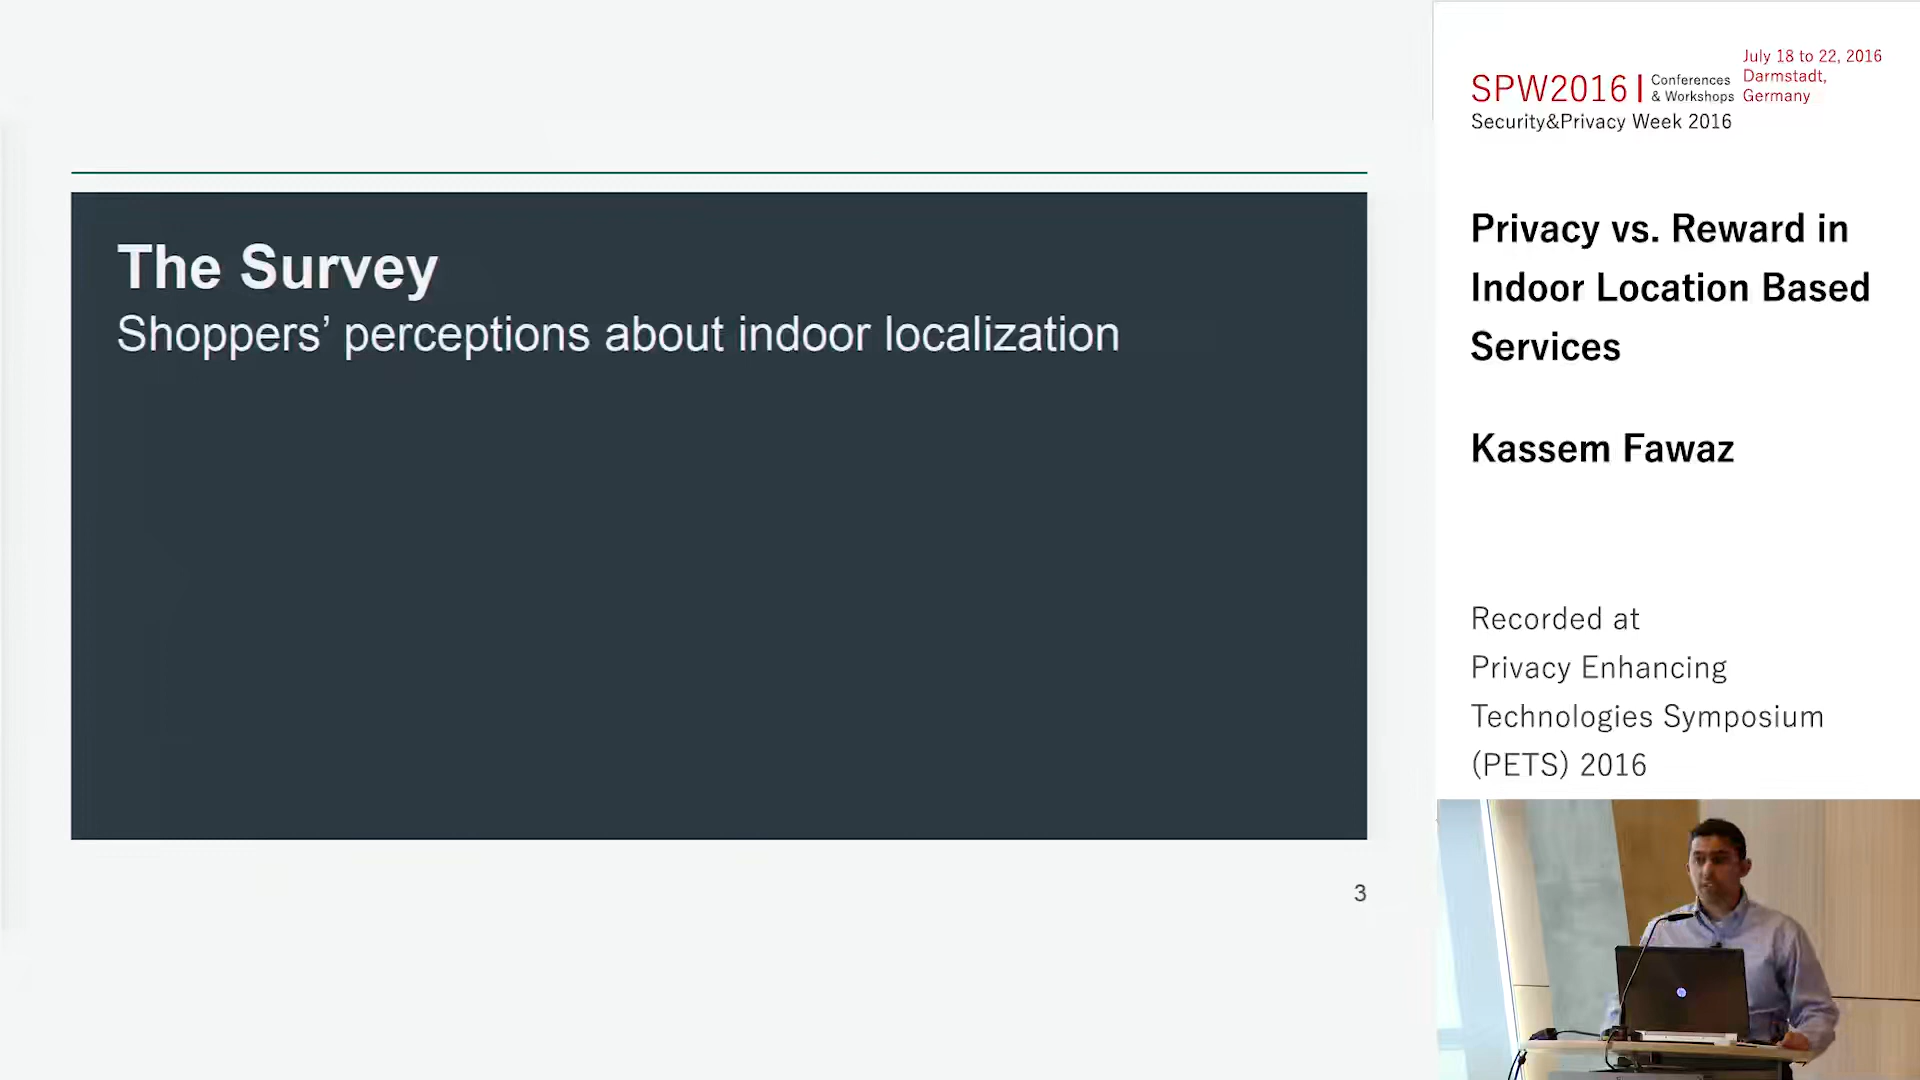 The Survey
Shoppers’ perceptions about indoor localization
3
SPW2016 | Conferences & Workshops
July 18 to 22, 2016
Darmstadt,
Germany
Security&Privacy Week 2016
Privacy vs. Reward in
Indoor Location Based
Services
Kassem Fawaz
Recorded at
Privacy Enhancing
Technologies Symposium
(PETS) 2016